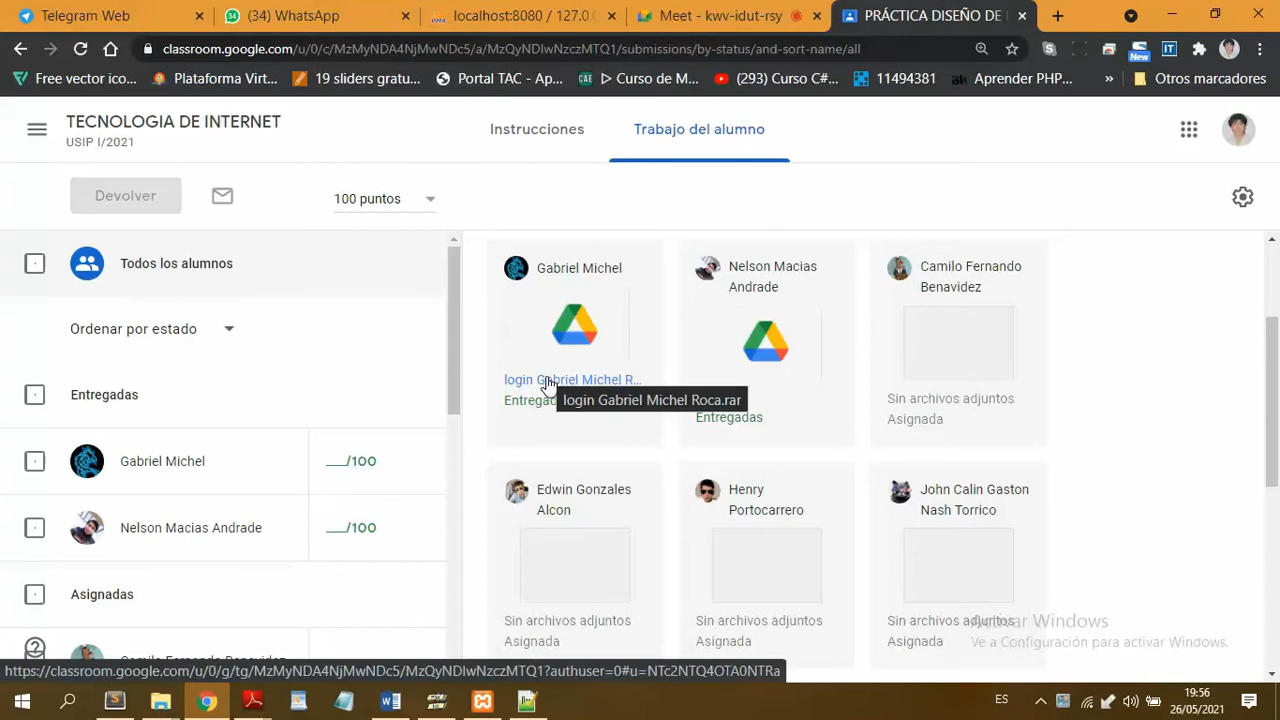 Telegram Web
(34) WhatsApp
localhost:8080 / 127.0.
Meet - kwv-idut-rsy
PRÁCTICA DISEÑO DE
classroom.google.com/u/0/c/MzMyNDA4NjMwNDc5/a/MzQyNDIwNzczMTQ1/submissions/by-status/and-sort-name/all
New
Free vector ico...
Plataforma Virt...
19 sliders gratu...
Portal TAC - Ap...
Curso de M...
(293) Curso C#...
11494381
Aprender PHP...
Otros marcadores
TECNOLOGIA DE INTERNET
USIP I/2021
Instrucciones
Trabajo del alumno
Devolver
100 puntos
Todos los alumnos
Ordenar por estado
Entregadas
Gabriel Michel
___/100
Nelson Macias Andrade
___/100
Asignadas
Gabriel Michel
login Gabriel Michel R...
login Gabriel Michel Roca.rar
Nelson Macias
Andrade
Entregadas
Camilo Fernando
Benavidez
Sin archivos adjuntos
Asignada
Edwin Gonzales
Alcon
Sin archivos adjuntos
Asignada
Henry
Portocarrero
Sin archivos adjuntos
Asignada
John Calin Gaston
Nash Torrico
Sin archivos adjuntos
Asignada
Activar Windows
Ve a Configuración para activar Windows.
https://classroom.google.com/u/0/g/tg/MzMyNDA4NjMwNDc5/MzQyNDIwNzczMTQ1?authuser=0#u=NTc2NTQ4OTA0NTRa
ES
19:56
26/05/2021